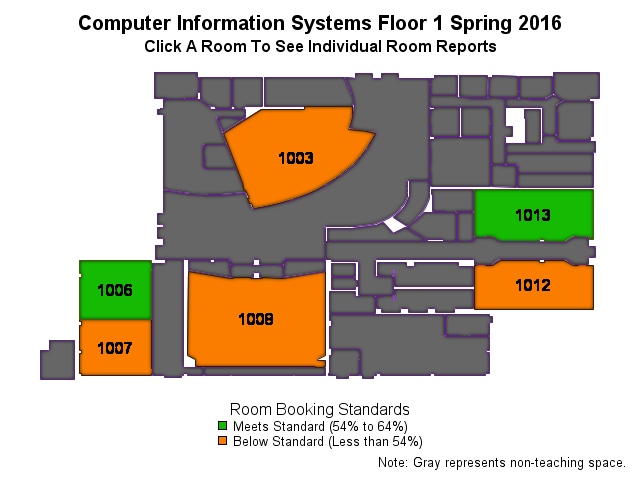 Computer Information Systems Floor 1 Spring 2016
Click A Room To See Individual Room Reports
1003
1013
1012
1006
1008
1007
Room Booking Standards
Meets Standard (54% to 64%)
Below Standard (Less than 54%)
Note: Gray represents non-teaching space.